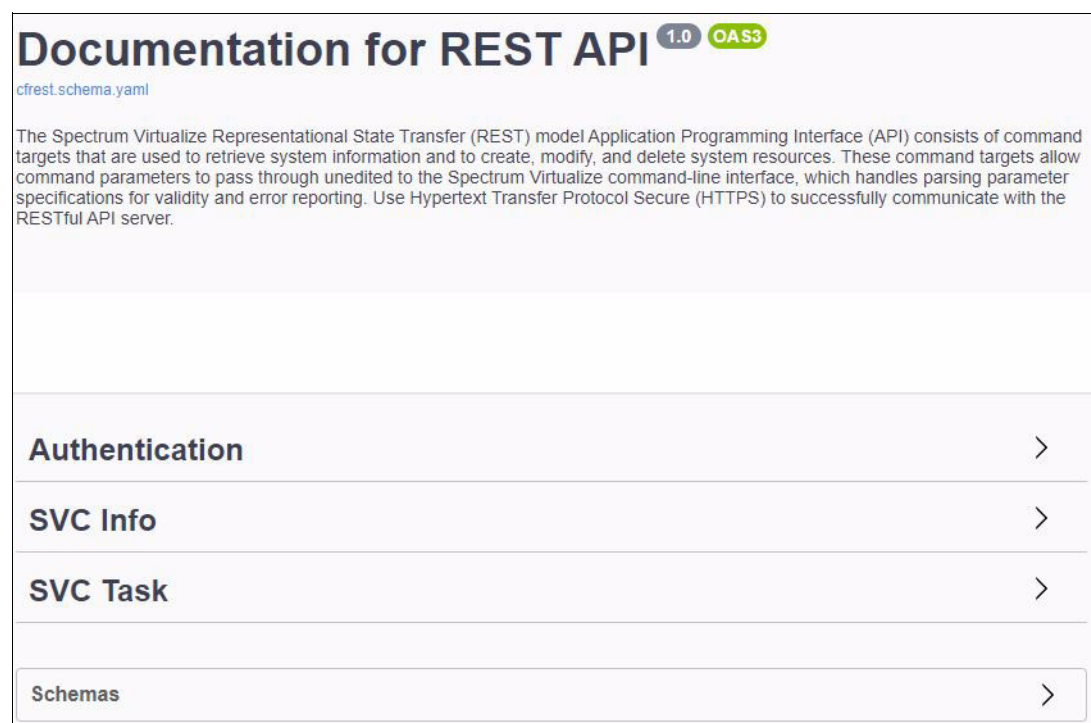 Documentation for REST API 1.0 OAS3
cfrest.schema.yaml
The Spectrum Virtualize Representational State Transfer (REST) model Application Programming Interface (API) consists of command
targets that are used to retrieve system information and to create, modify, and delete system resources. These command targets allow
command parameters to pass through unedited to the Spectrum Virtualize command-line interface, which handles parsing parameter
specifications for validity and error reporting. Use Hypertext Transfer Protocol Secure (HTTPS) to successfully communicate with the
RESTful API server.
Authentication
SVC Info
SVC Task
Schemas